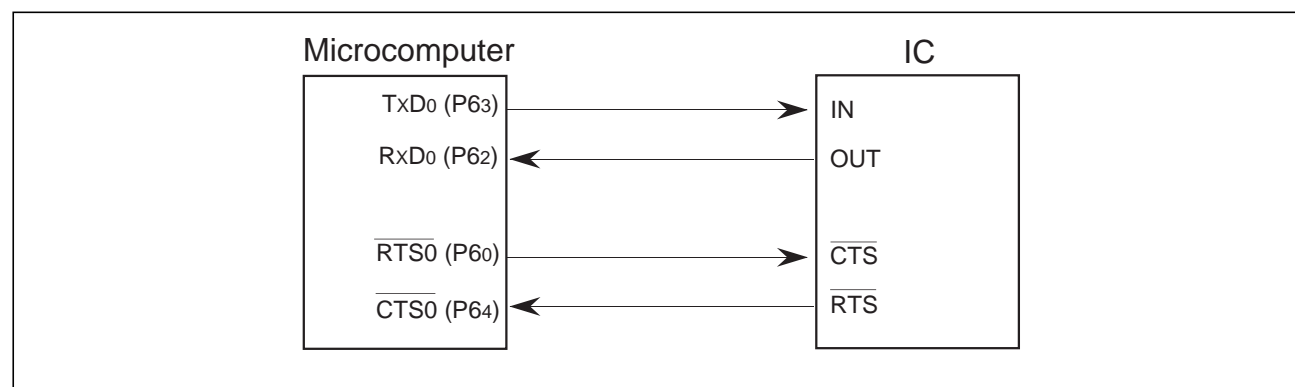 Microcomputer
IC
TxD0 (P63)
IN
RxD0 (P62)
OUT
RTS0 (P60)
CTS
CTS0 (P64)
RTS